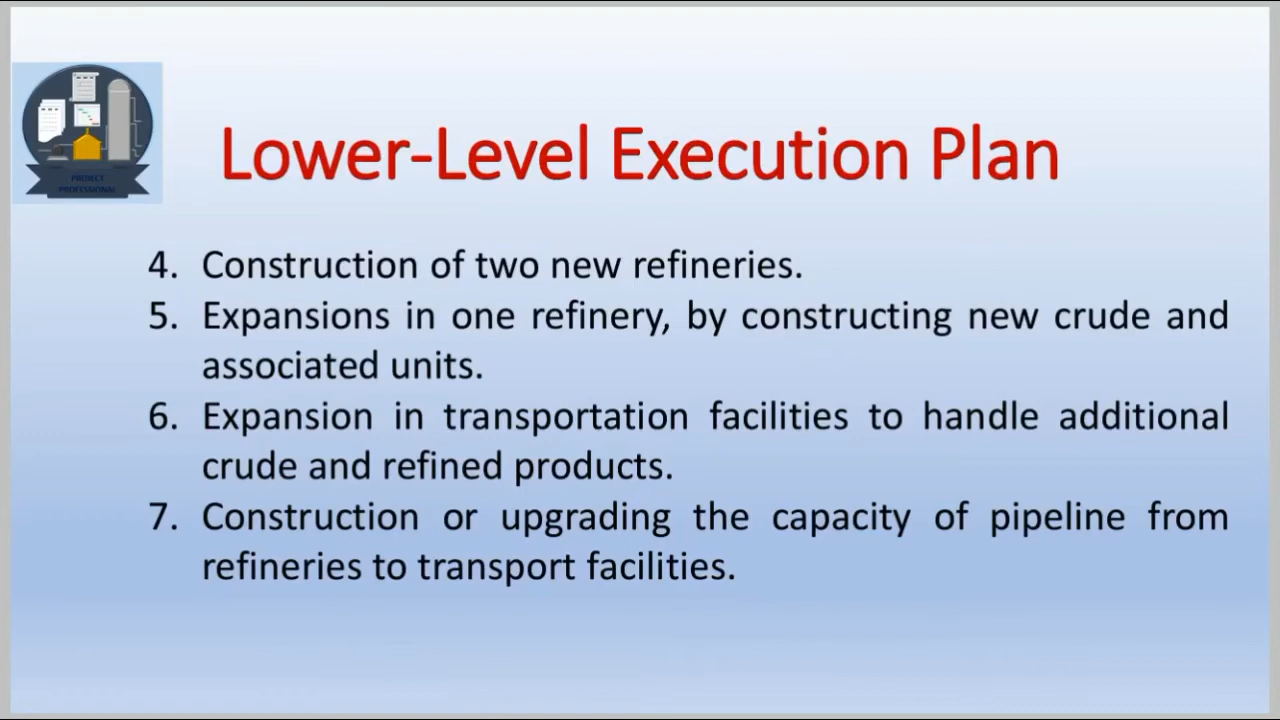 PROJECT
PROFESSIONAL
Lower-Level Execution Plan
4. Construction of two new refineries.
5. Expansions in one refinery, by constructing new crude and
associated units.
6. Expansion in transportation facilities to handle additional
crude and refined products.
7. Construction or upgrading the capacity of pipeline from
refineries to transport facilities.